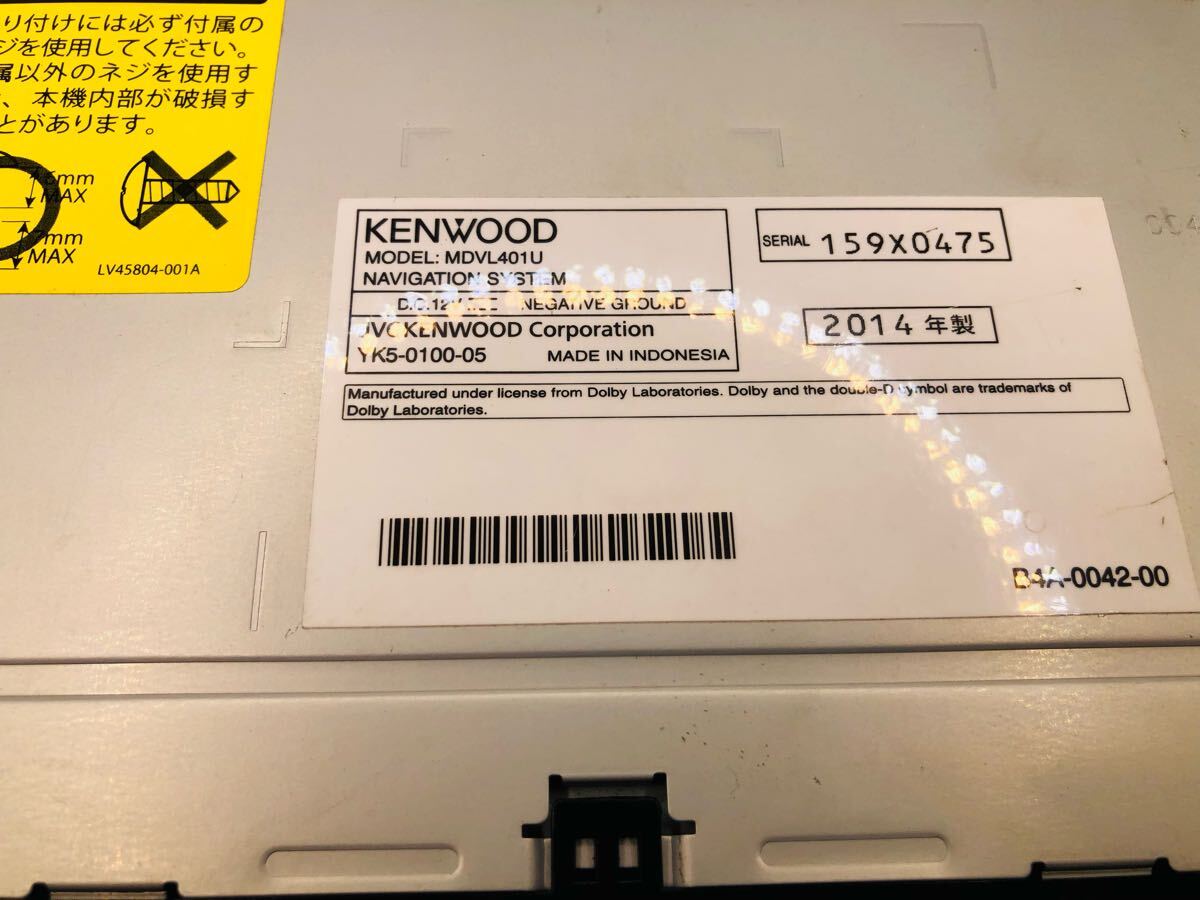 り付けには必ず付属の
ジを使用してください。
属以外のネジを使用す
、本機内部が破損す
とがあります。
mm
MAX
mm
MAX
LV45804-001A
KENWOOD
MODEL: MDVL401U
NAVIGATION SYSTEM
D.C.12V NEGATIVE GROUND
JVCKENWOOD Corporation
YK5-0100-05 MADE IN INDONESIA
SERIAL 159X0475
2014 年製
Manufactured under license from Dolby Laboratories. Dolby and the double-D symbol are trademarks of
Dolby Laboratories.
B4A-0042-00